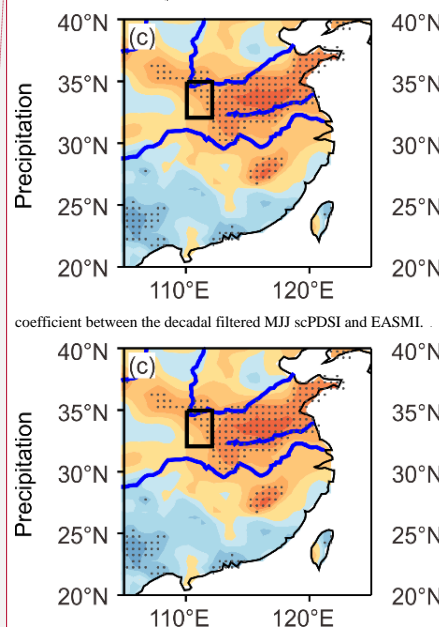 (c)
40°N
35°N
30°N
25°N
20°N
Precipitation
110°E
120°E
40°N
35°N
30°N
25°N
20°N
coefficient between the decadal filtered MJJ scPDSI and EASMI.
(c)
40°N
35°N
30°N
25°N
20°N
Precipitation
110°E
120°E
40°N
35°N
30°N
25°N
20°N